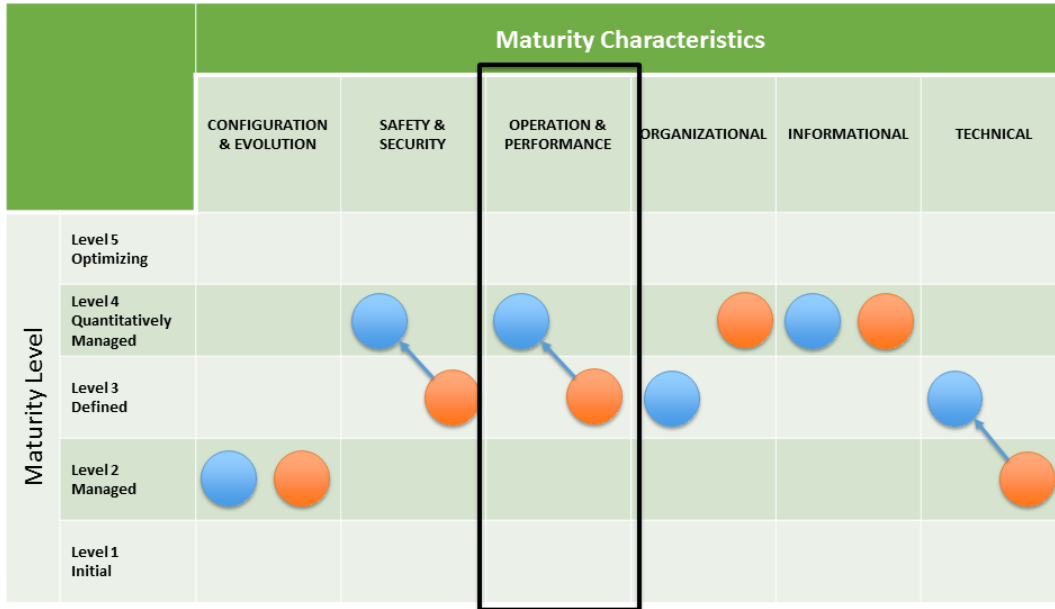 Maturity Characteristics
CONFIGURATION
& EVOLUTION
SAFETY &
SECURITY
OPERATION &
PERFORMANCE
ORGANIZATIONAL
INFORMATIONAL
TECHNICAL
Maturity Level
Level 5
Optimizing
Level 4
Quantitatively
Managed
Level 3
Defined
Level 2
Managed
Level 1
Initial